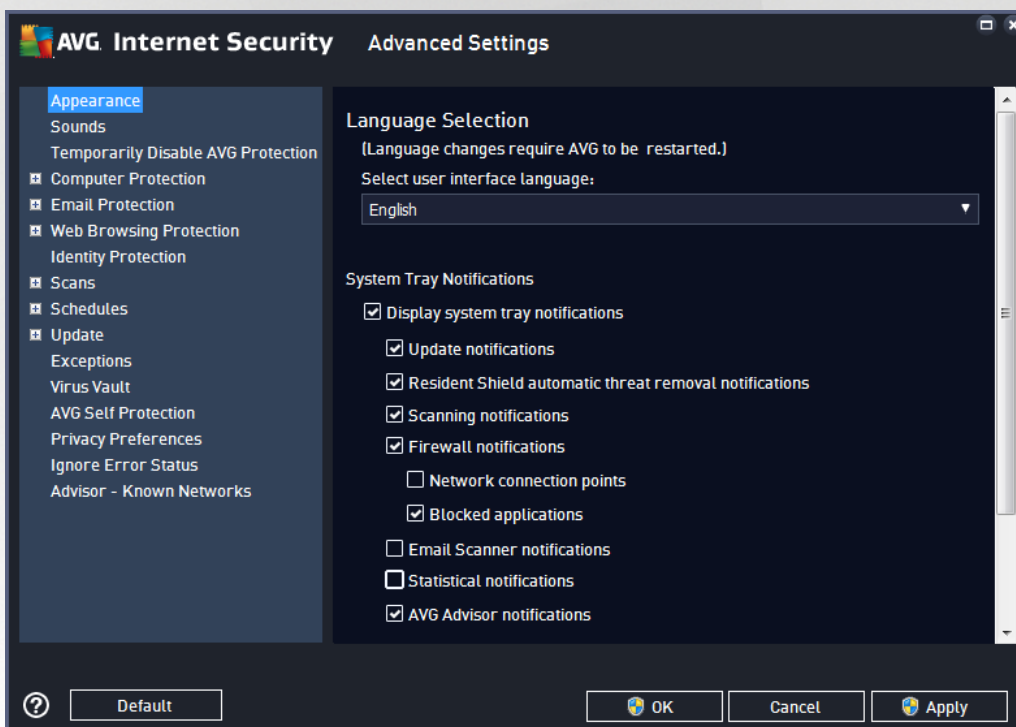 AVG. Internet Security Advanced Settings
Appearance
Sounds
Temporarily Disable AVG Protection
Computer Protection
Email Protection
Web Browsing Protection
Identity Protection
Scans
Schedules
Update
Exceptions
Virus Vault
AVG Self Protection
Privacy Preferences
Ignore Error Status
Advisor - Known Networks
Language Selection
(Language changes require AVG to be restarted.)
Select user interface language:
English
System Tray Notifications
Display system tray notifications
Update notifications
Resident Shield automatic threat removal notifications
Scanning notifications
Firewall notifications
Network connection points
Blocked applications
Email Scanner notifications
Statistical notifications
AVG Advisor notifications
? Default OK Cancel Apply